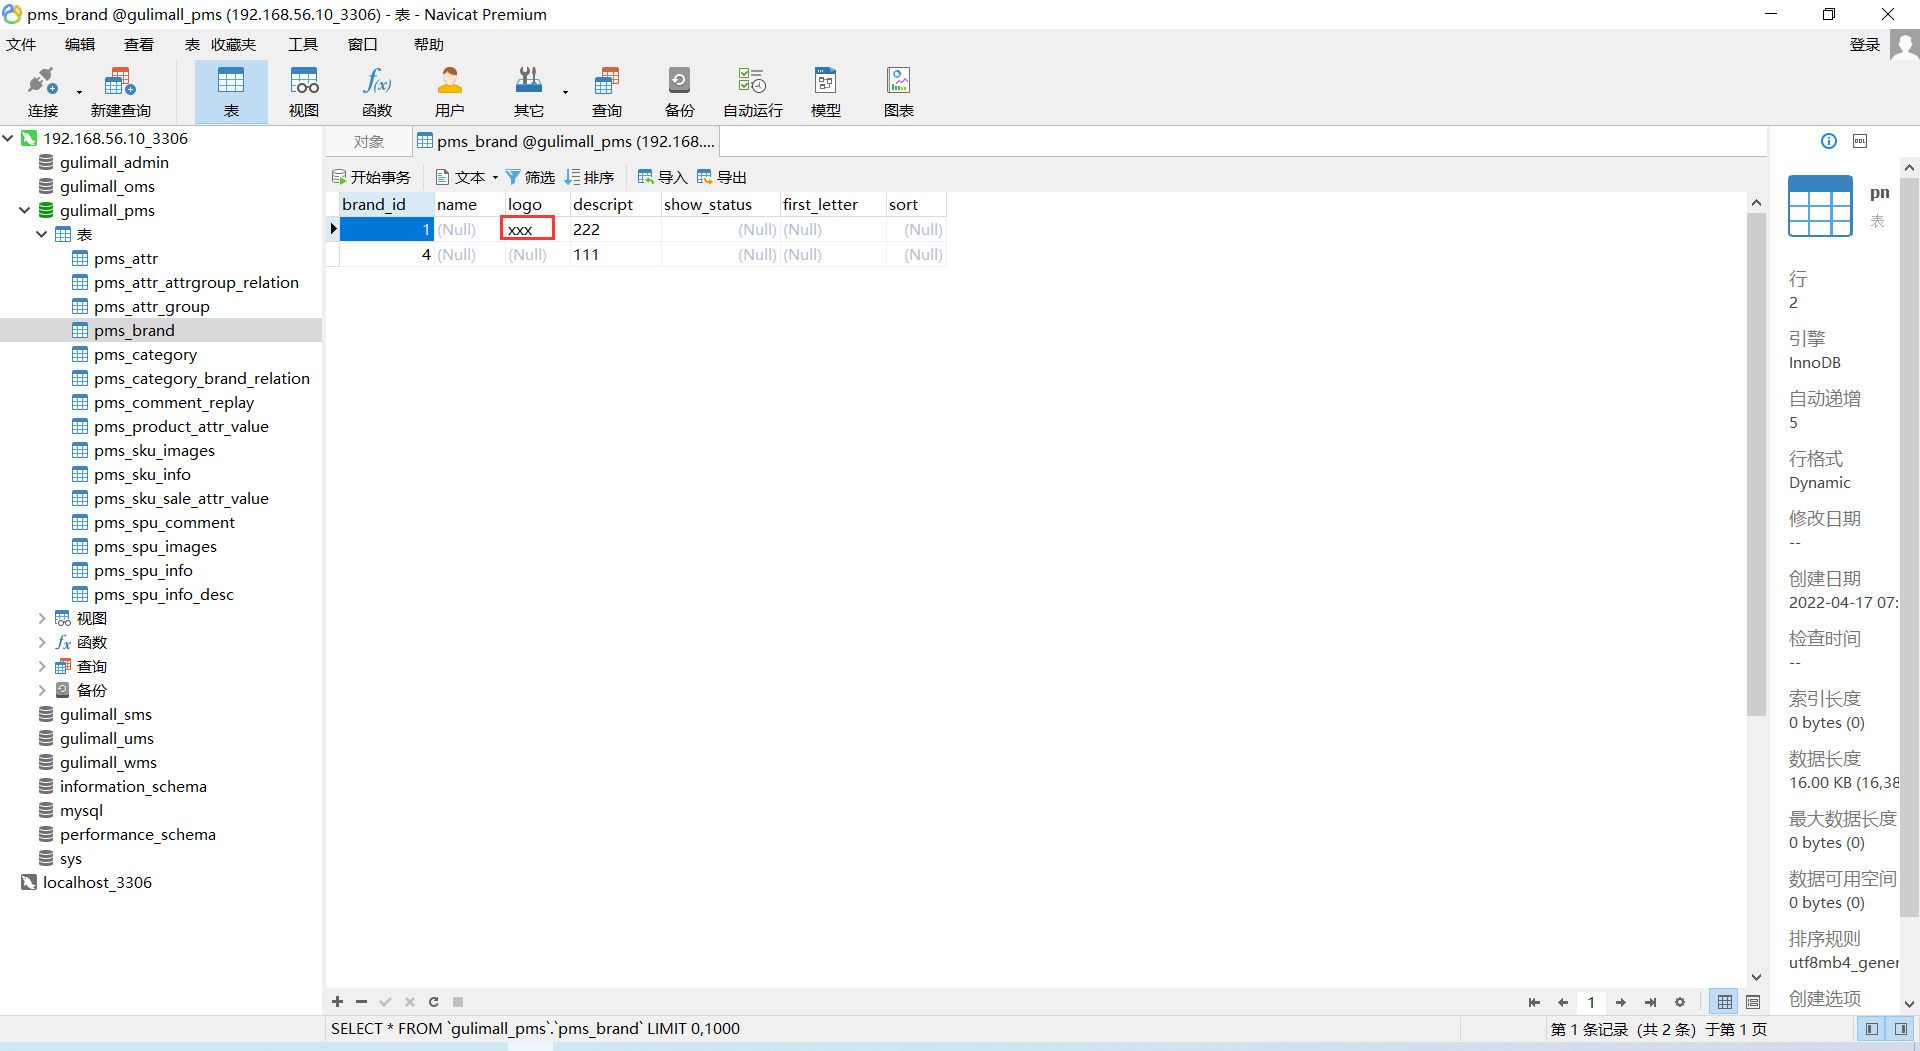 pms_brand @gulimall_pms (192.168.56.10_3306) - 表 - Navicat Premium
文件 编辑 查看 表 收藏夹 工具 窗口 帮助 登录
连接 新建查询 表 视图 函数 用户 其它 查询 备份 自动运行 模型 图表
192.168.56.10_3306
gulimall_admin
gulimall_oms
gulimall_pms
表
pms_attr
pms_attr_attrgroup_relation
pms_attr_group
pms_brand
pms_category
pms_category_brand_relation
pms_comment_replay
pms_product_attr_value
pms_sku_images
pms_sku_info
pms_sku_sale_attr_value
pms_spu_comment
pms_spu_images
pms_spu_info
pms_spu_info_desc
视图
函数
查询
备份
gulimall_sms
gulimall_ums
gulimall_wms
information_schema
mysql
performance_schema
sys
localhost_3306
对象 pms_brand @gulimall_pms (192.168....
开始事务 文本 筛选 排序 导入 导出
brand_id name logo descript show_status first_letter sort
1 (Null) xxx 222 (Null) (Null) (Null)
4 (Null) (Null) 111 (Null) (Null) (Null)
pn
表
行
2
引擎
InnoDB
自动递增
5
行格式
Dynamic
修改日期
--
创建日期
2022-04-17 07:
检查时间
--
索引长度
0 bytes (0)
数据长度
16.00 KB (16,38
最大数据长度
0 bytes (0)
数据可用空间
0 bytes (0)
排序规则
utf8mb4_gener
创建选项
1
SELECT * FROM `gulimall_pms`.`pms_brand` LIMIT 0,1000
第 1 条记录 (共 2 条) 于第 1 页